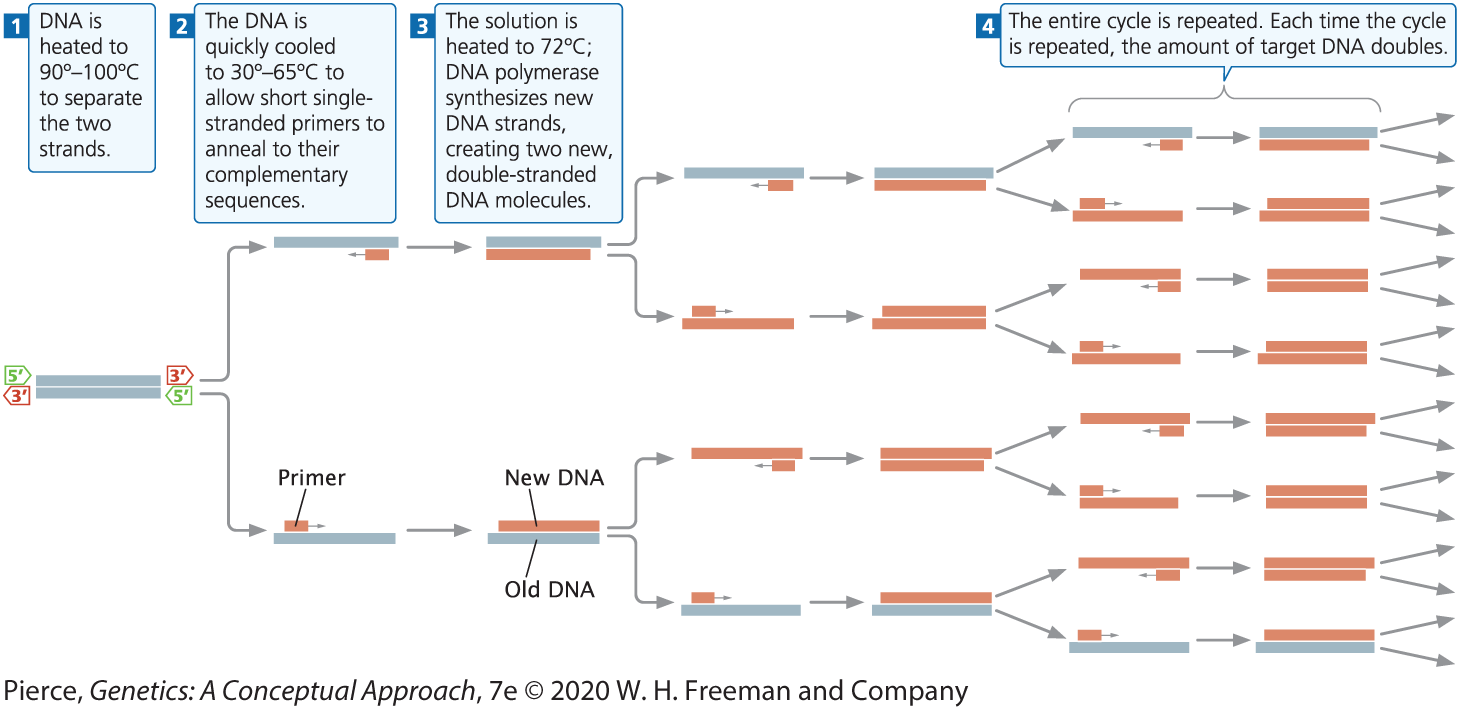 1
DNA is
heated to
90º–100ºC
to separate
the two
strands.
2
The DNA is
quickly cooled
to 30º–65ºC to
allow short single-
stranded primers to
anneal to their
complementary
sequences.
3
The solution is
heated to 72ºC;
DNA polymerase
synthesizes new
DNA strands,
creating two new,
double-stranded
DNA molecules.
4
The entire cycle is repeated. Each time the cycle
is repeated, the amount of target DNA doubles.
5′ 3′
3′ 5′
Primer
New DNA
Old DNA
Pierce, Genetics: A Conceptual Approach, 7e © 2020 W. H. Freeman and Company